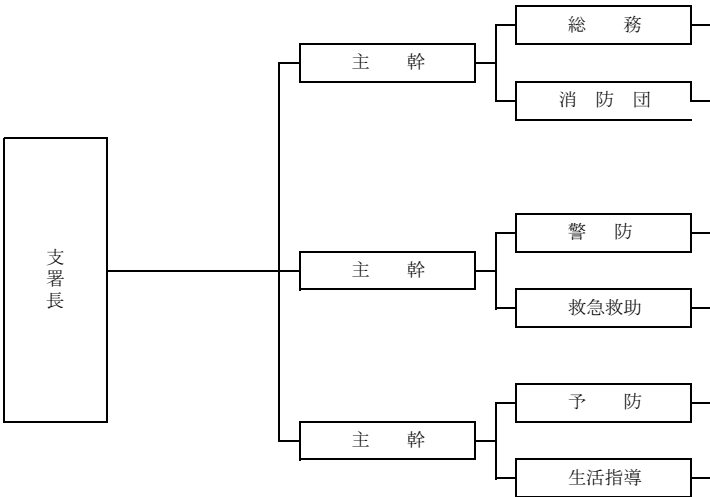 支署長
主　幹
総　務
消　防　団
主　幹
警　防
救急救助
主　幹
予　防
生活指導